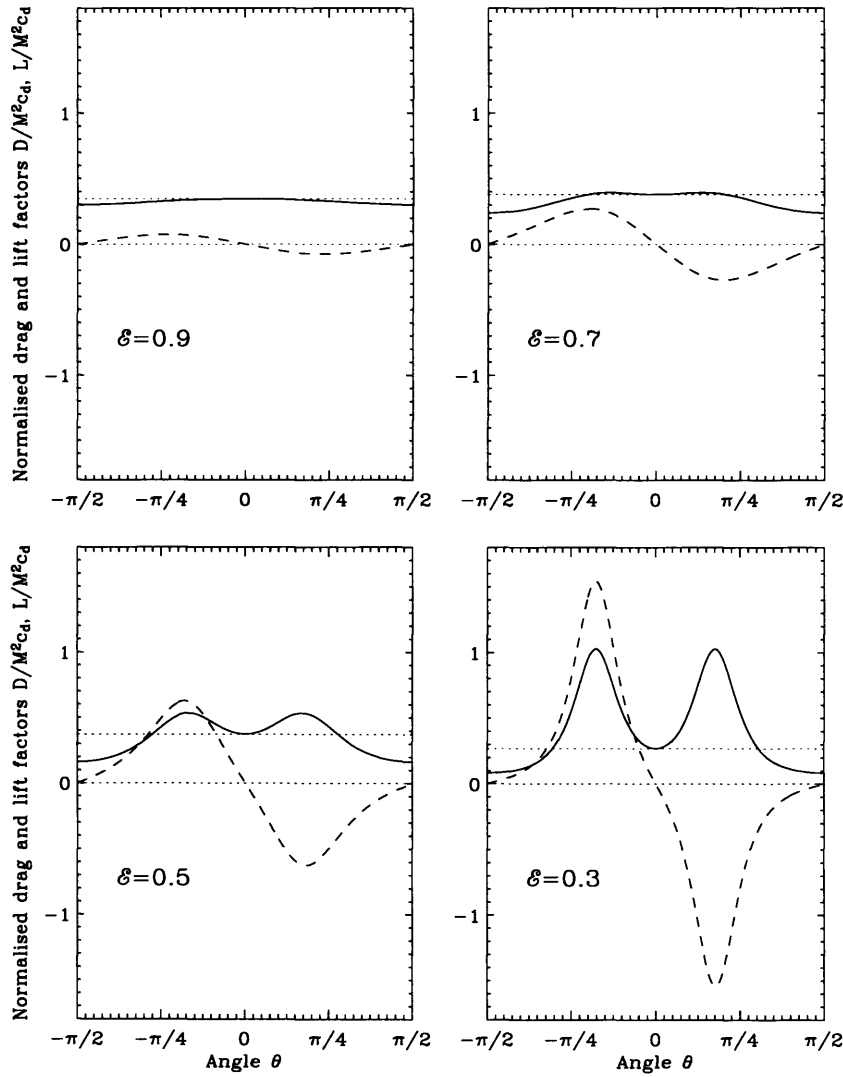 Normalised drag and lift factors D/M²c_d, L/M²c_d
1
0
−1
ℰ=0.9
−π/2
−π/4
0
π/4
π/2
1
0
−1
ℰ=0.7
−π/2
−π/4
0
π/4
π/2
Normalised drag and lift factors D/M²c_d, L/M²c_d
1
0
−1
ℰ=0.5
−π/2
−π/4
0
π/4
π/2
Angle θ
1
0
−1
ℰ=0.3
−π/2
−π/4
0
π/4
π/2
Angle θ